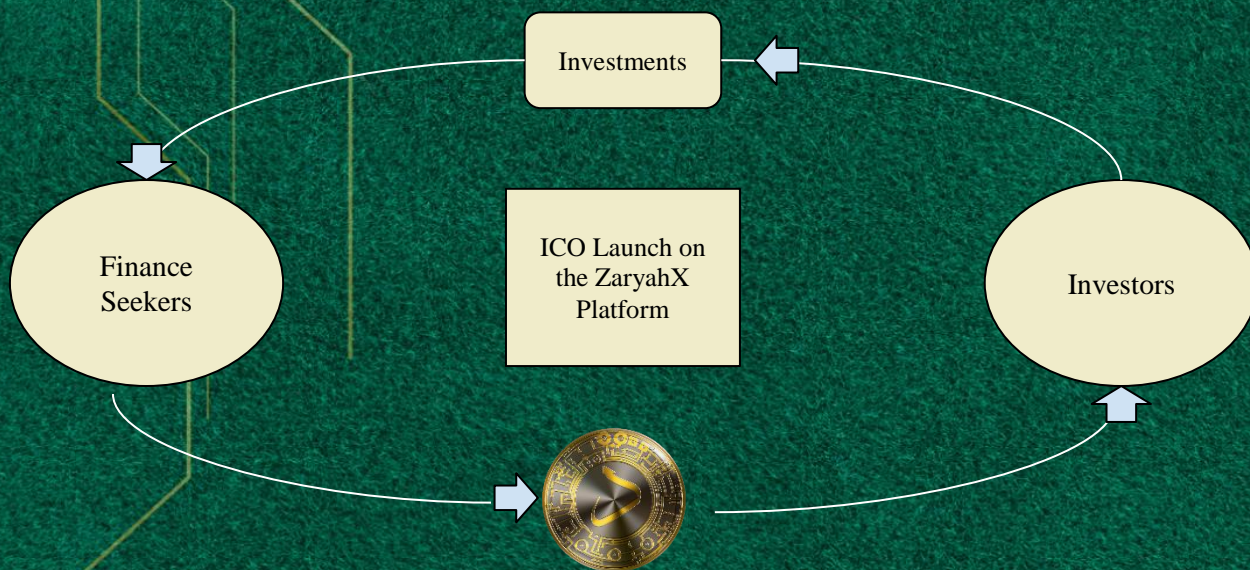 Investments
ICO Launch on
the ZaryahX
Platform
Finance
Seekers
Investors